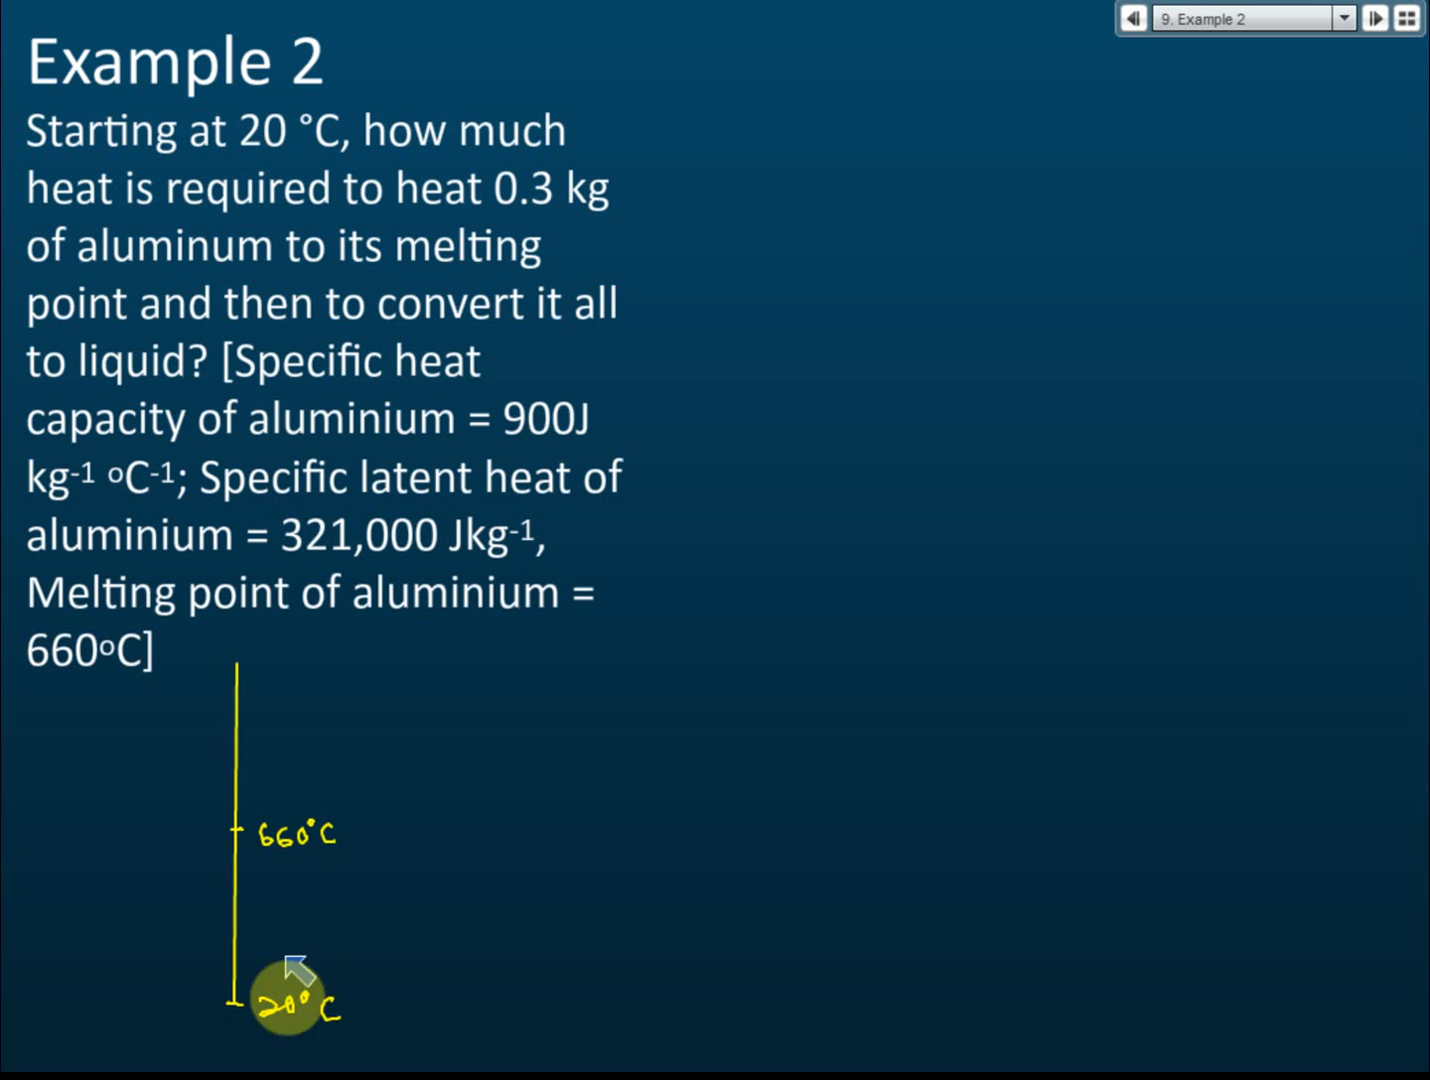 9. Example 2
Example 2
Starting at 20 °C, how much
heat is required to heat 0.3 kg
of aluminum to its melting
point and then to convert it all
to liquid? [Specific heat
capacity of aluminium = 900J
kg-1 oC-1; Specific latent heat of
aluminium = 321,000 Jkg-1,
Melting point of aluminium =
660oC]
660°C
20°C